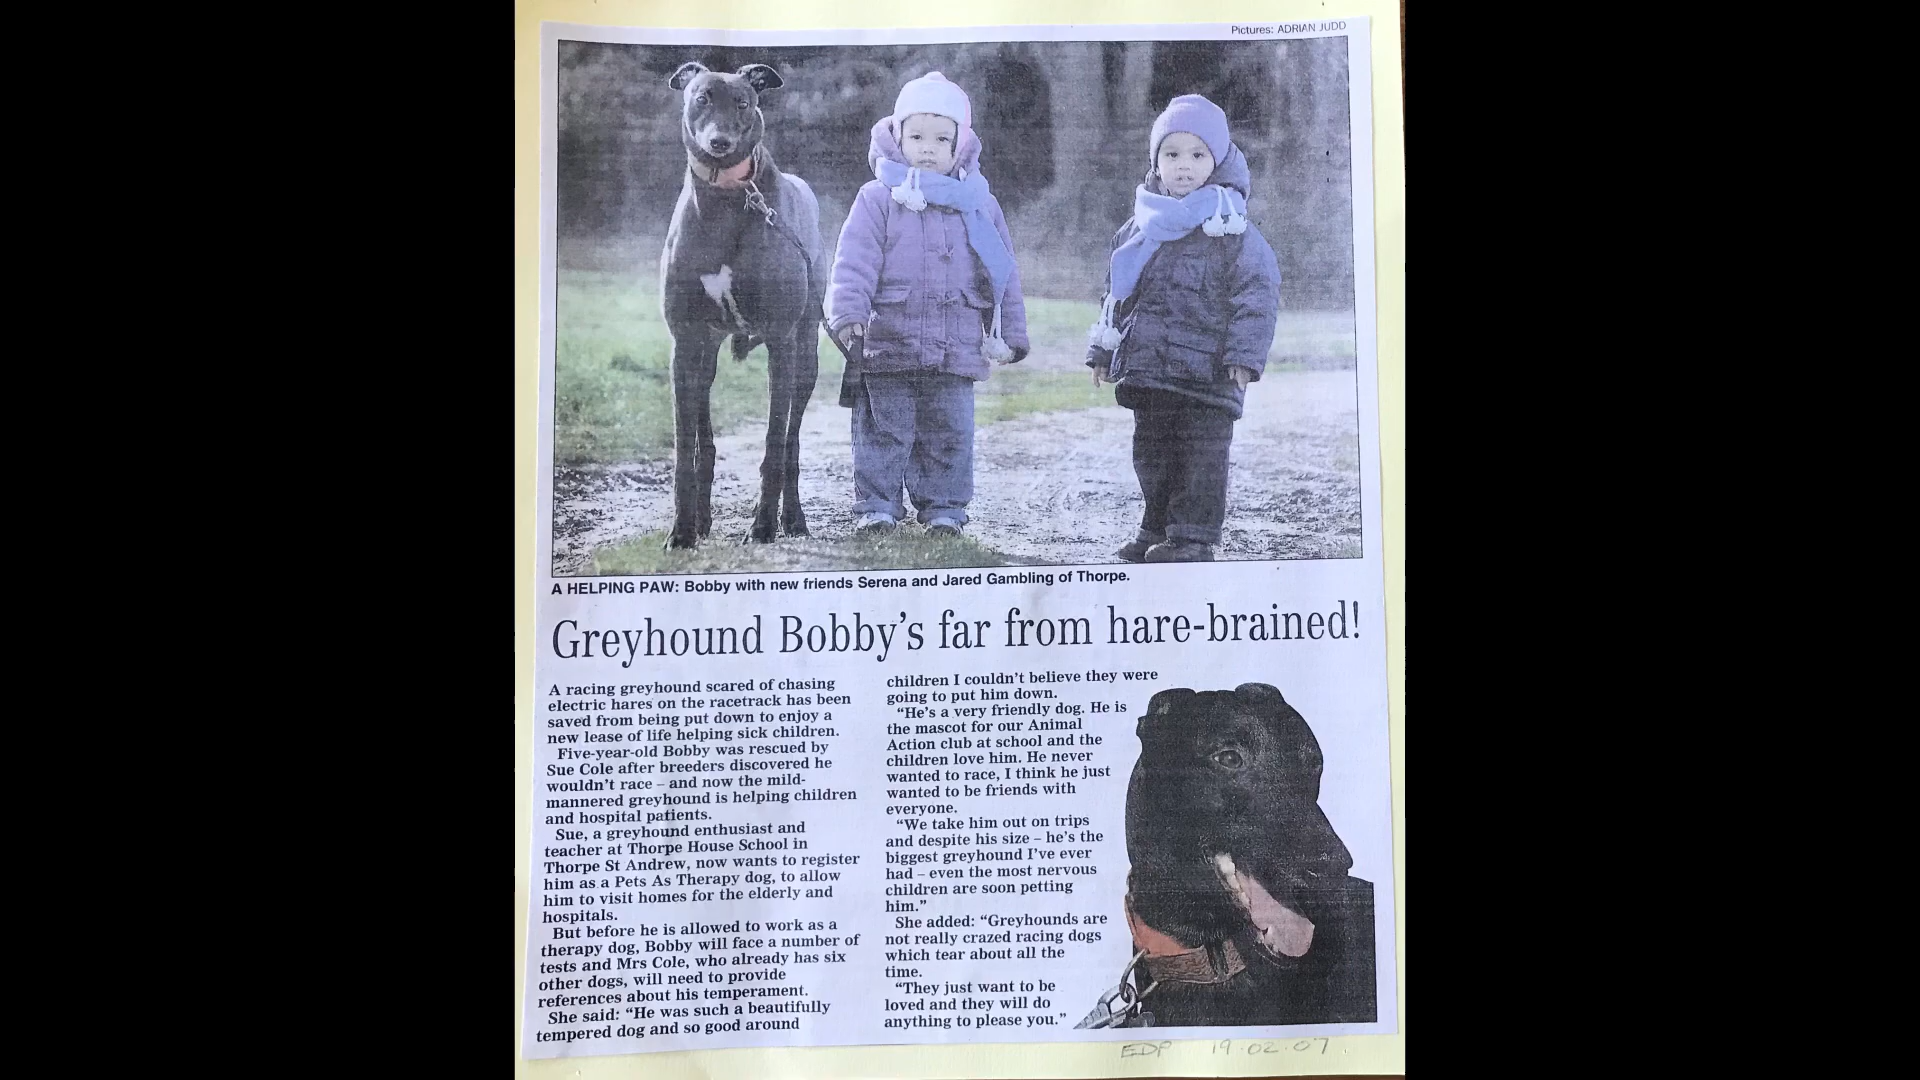 Pictures: ADRIAN JUDD
A HELPING PAW: Bobby with new friends Serena and Jared Gambling of Thorpe.
Greyhound Bobby's far from hare-brained!
A racing greyhound scared of chasing
electric hares on the racetrack has been
saved from being put down to enjoy a
new lease of life helping sick children.
Five-year-old Bobby was rescued by
Sue Cole after breeders discovered he
wouldn't race – and now the mild-
mannered greyhound is helping children
and hospital patients.
Sue, a greyhound enthusiast and
teacher at Thorpe House School in
Thorpe St Andrew, now wants to register
him as a Pets As Therapy dog, to allow
him to visit homes for the elderly and
hospitals.
But before he is allowed to work as a
therapy dog, Bobby will face a number of
tests and Mrs Cole, who already has six
other dogs, will need to provide
references about his temperament.
She said: "He was such a beautifully
tempered dog and so good around
children I couldn't believe they were
going to put him down.
"He's a very friendly dog. He is
the mascot for our Animal
Action club at school and the
children love him. He never
wanted to race, I think he just
wanted to be friends with
everyone.
"We take him out on trips
and despite his size – he's the
biggest greyhound I've ever
had – even the most nervous
children are soon petting
him."
She added: "Greyhounds are
not really crazed racing dogs
which tear about all the
time.
"They just want to be
loved and they will do
anything to please you."
EDP 19.02.07